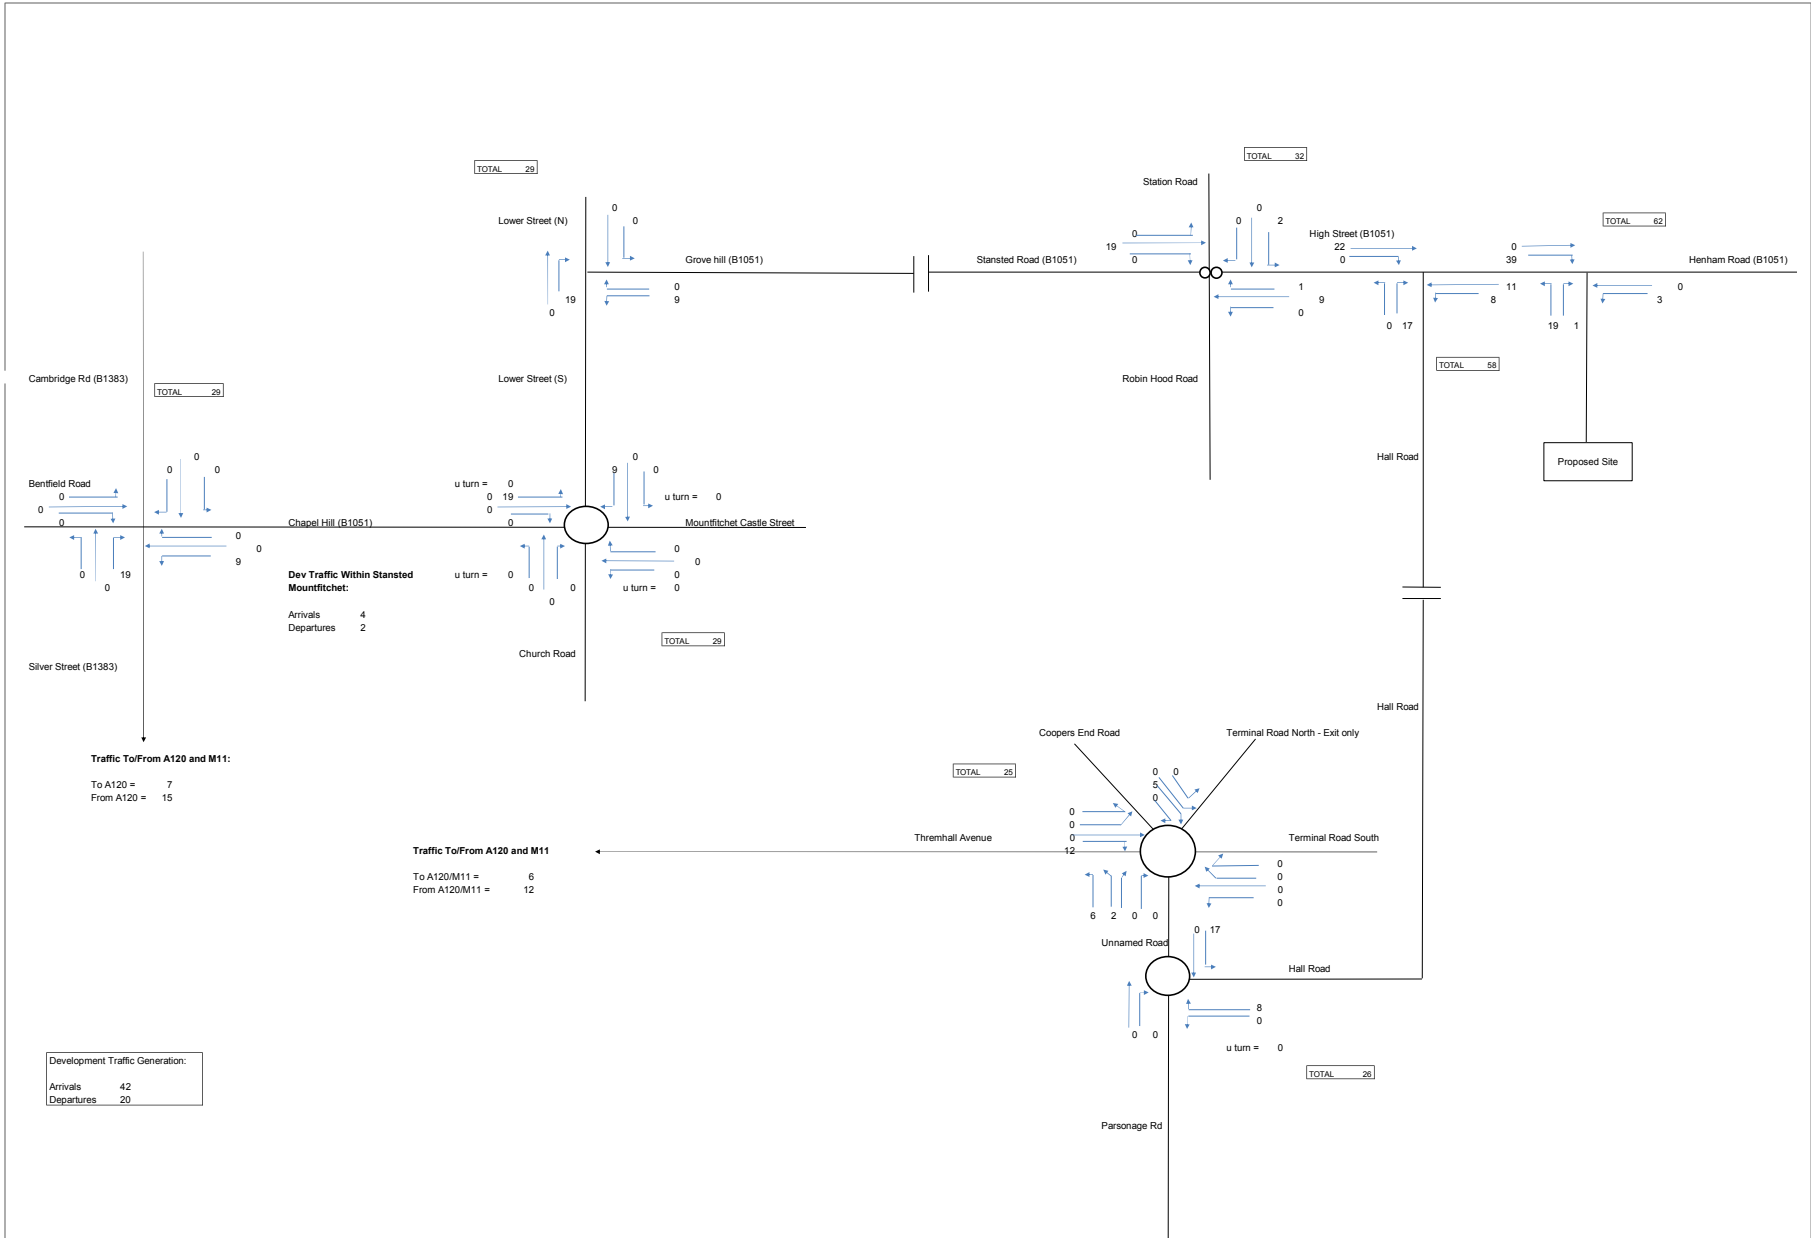 TOTAL 32
TOTAL 29
Station Road
Lower Street (N)
0
0
0
0
2
TOTAL 62
0
19
0
High Street (B1051)
22
0
0
39
Grove hill (B1051)
Stansted Road (B1051)
Henham Road (B1051)
19
0
0
9
1
9
0
11
8
0
3
0 17
19 1
TOTAL 58
Cambridge Rd (B1383)
TOTAL 29
Lower Street (S)
Robin Hood Road
Hall Road
Proposed Site
Bentfield Road
0
0
0
0
0
0
u turn = 0
0 19
0
0
0
9
0
u turn = 0
Chapel Hill (B1051)
Mountfitchet Castle Street
0
0
9
0
19
0
Dev Traffic Within Stansted
Mountfitchet:
Arrivals 4
Departures 2
u turn = 0
0
0
0
0
0
0
u turn = 0
TOTAL 29
Church Road
Silver Street (B1383)
Hall Road
Traffic To/From A120 and M11:
To A120 = 7
From A120 = 15
Coopers End Road
Terminal Road North - Exit only
TOTAL 25
0 0
5
0
0
0
0
12
Thremhall Avenue
Terminal Road South
Traffic To/From A120 and M11
To A120/M11 = 6
From A120/M11 = 12
0
0
0
0
6 2 0 0
Unnamed Road
0 17
Hall Road
8
0
0 0
u turn = 0
TOTAL 26
Development Traffic Generation:
Arrivals 42
Departures 20
Parsonage Rd